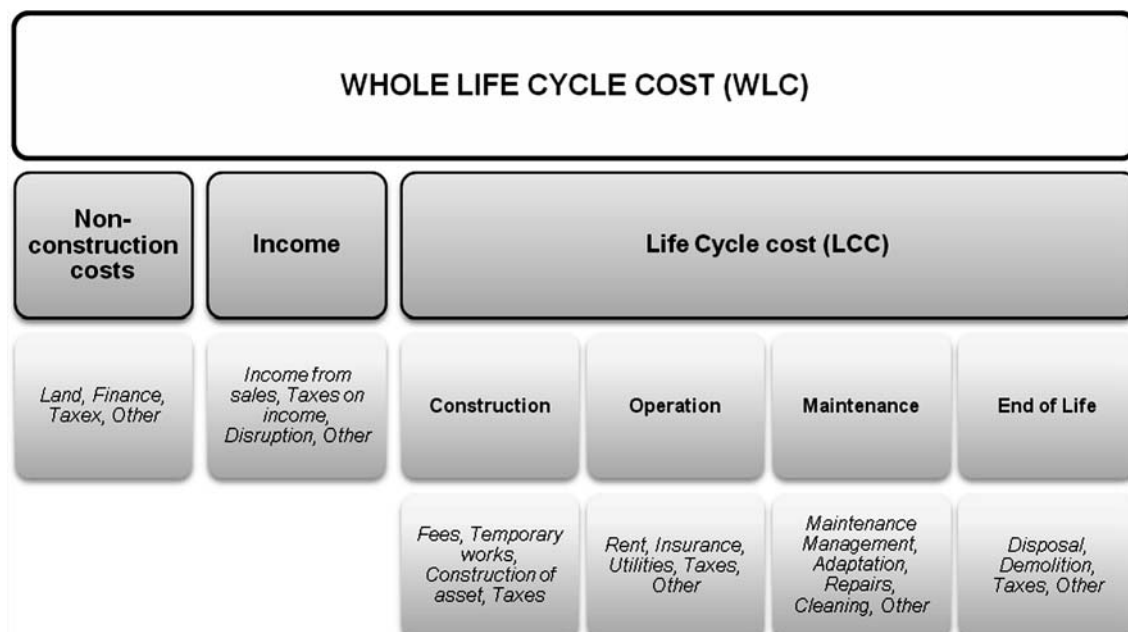 WHOLE LIFE CYCLE COST (WLC)
Non-
construction
costs
Income
Life Cycle cost (LCC)
Land, Finance,
Taxex, Other
Income from
sales, Taxes on
income,
Disruption, Other
Construction
Operation
Maintenance
End of Life
Fees, Temporary
works,
Construction of
asset, Taxes
Rent, Insurance,
Utilities, Taxes,
Other
Maintenance
Management,
Adaptation,
Repairs,
Cleaning, Other
Disposal,
Demolition,
Taxes, Other